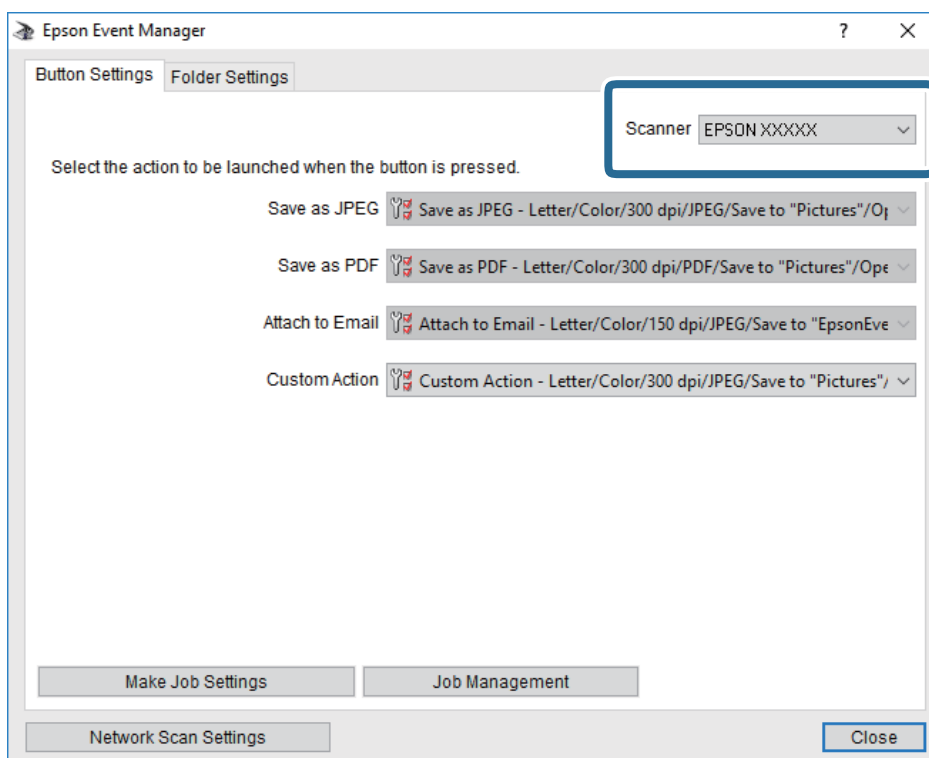 Epson Event Manager
Button Settings Folder Settings
Scanner EPSON XXXXX
Select the action to be launched when the button is pressed.
Save as JPEG Save as JPEG - Letter/Color/300 dpi/JPEG/Save to "Pictures"/Op
Save as PDF Save as PDF - Letter/Color/300 dpi/PDF/Save to "Pictures"/Ope
Attach to Email Attach to Email - Letter/Color/150 dpi/JPEG/Save to "EpsonEve
Custom Action Custom Action - Letter/Color/300 dpi/JPEG/Save to "Pictures"/
Make Job Settings Job Management
Network Scan Settings Close